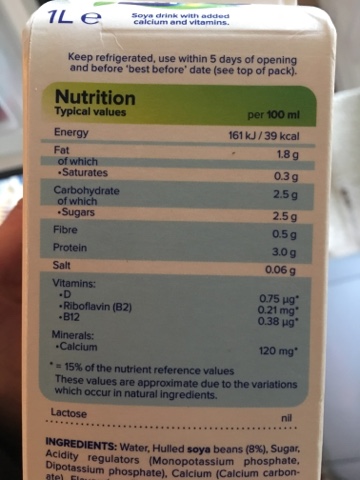 1L e
Soya drink with added
calcium and vitamins.
Keep refrigerated, use within 5 days of opening
and before 'best before' date (see top of pack).
Nutrition
Typical values per 100 ml
Energy 161 kJ / 39 kcal
Fat 1.8 g
of which
•Saturates 0.3 g
Carbohydrate 2.5 g
of which
•Sugars 2.5 g
Fibre 0.5 g
Protein 3.0 g
Salt 0.06 g
Vitamins:
•D 0.75 µg*
•Riboflavin (B2) 0.21 mg*
•B12 0.38 µg*
Minerals:
•Calcium 120 mg*
* = 15% of the nutrient reference values
These values are approximate due to the variations
which occur in natural ingredients.
Lactose nil
INGREDIENTS: Water, Hulled soya beans (8%), Sugar,
Acidity regulators (Monopotassium phosphate,
Dipotassium phosphate), Calcium (Calcium carbon-